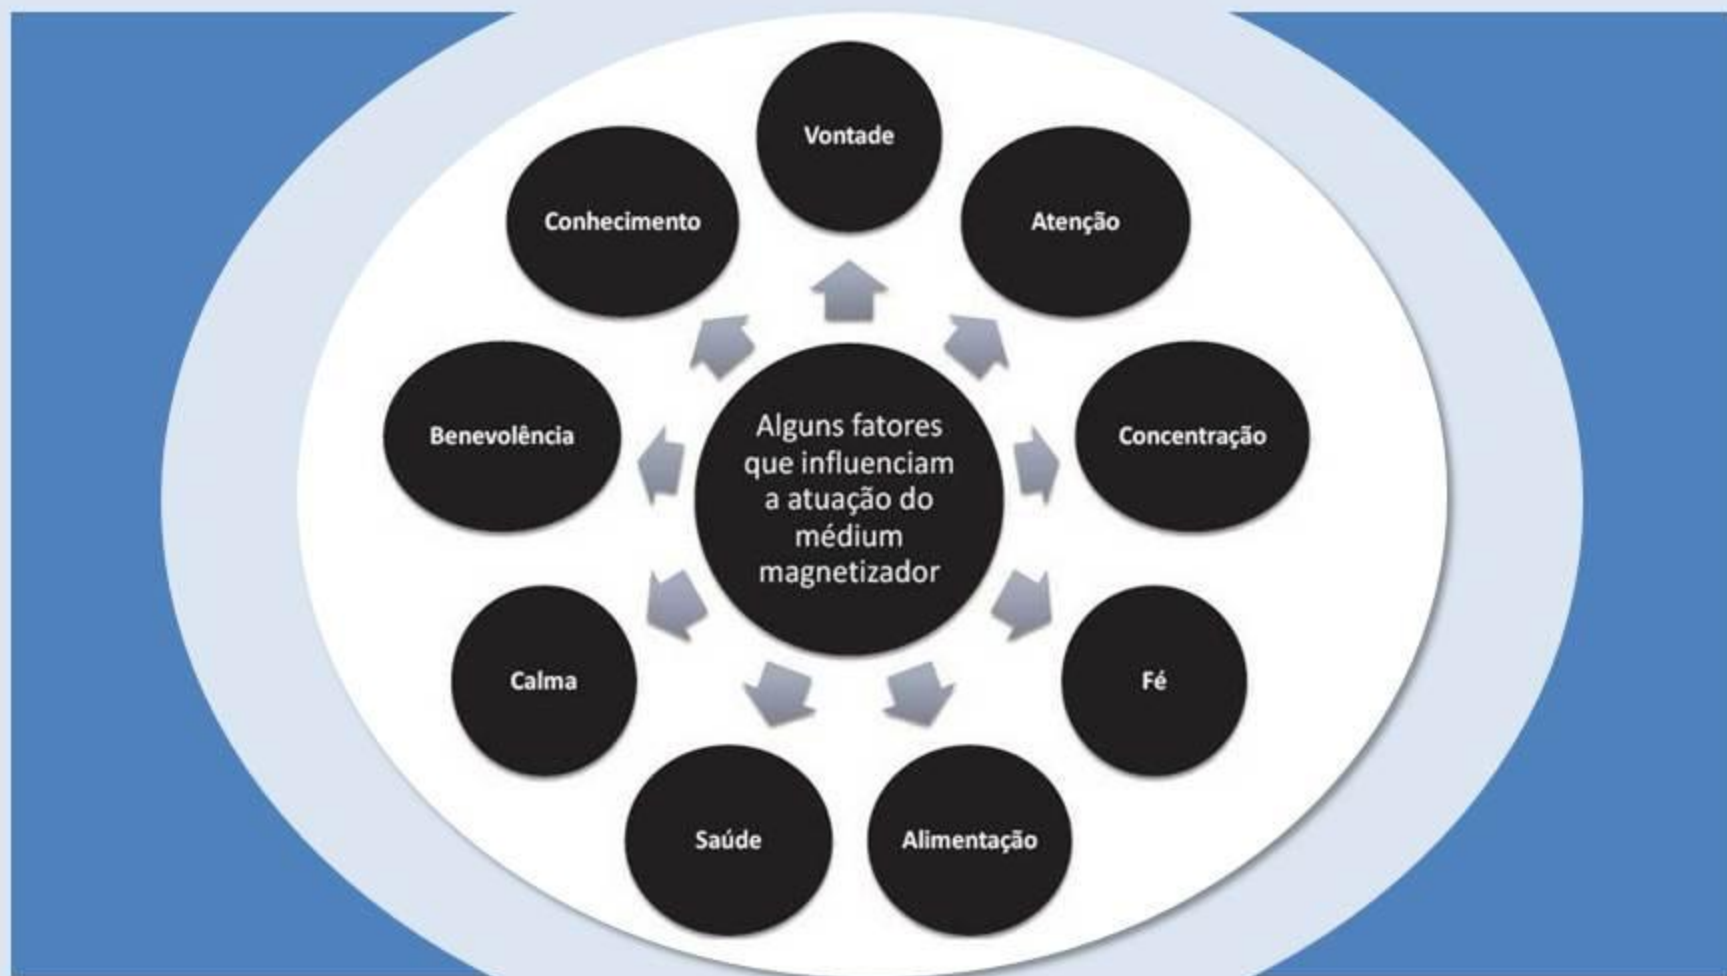 Vontade
Atenção
Concentração
Fé
Alimentação
Saúde
Calma
Benevolência
Conhecimento
Alguns fatores
que influenciam
a atuação do
médium
magnetizador